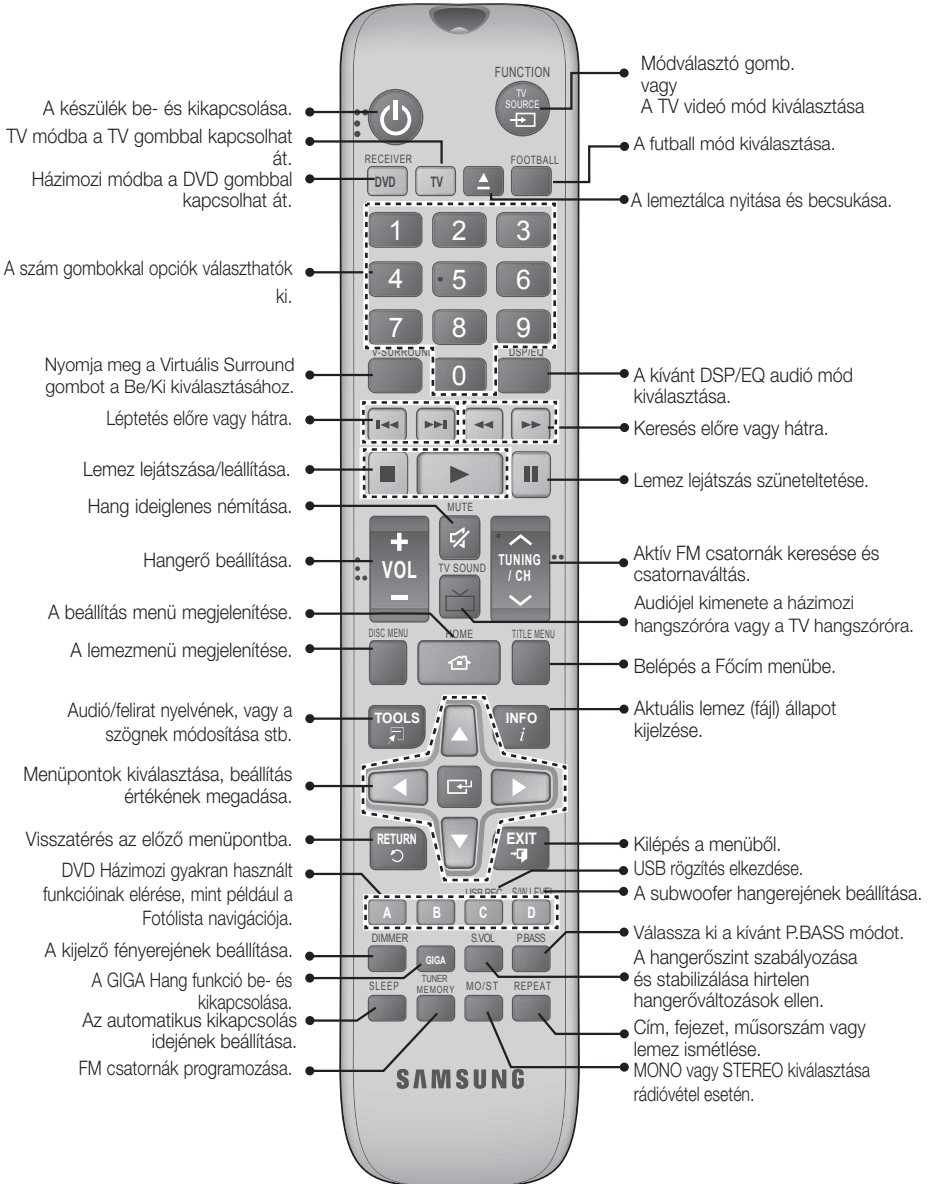 FUNCTION
TV
SOURCE
RECEIVER
DVD
TV
FOOTBALL
1
2
3
4
5
6
7
8
9
V-SURROUND
0
DSP/EQ
MUTE
+
VOL
−
TV SOUND
TUNING
/ CH
DISC MENU
HOME
TITLE MENU
TOOLS
INFO
i
RETURN
EXIT
USB REC
S/W LEVEL
A
B
C
D
DIMMER
GIGA
S.VOL
P.BASS
SLEEP
TUNER
MEMORY
MO/ST
REPEAT
SAMSUNG
A készülék be- és kikapcsolása.
TV módba a TV gombbal kapcsolhat
át.
Házimozi módba a DVD gombbal
kapcsolhat át.
A szám gombokkal opciók választhatók
ki.
Nyomja meg a Virtuális Surround
gombot a Be/Ki kiválasztásához.
Léptetés előre vagy hátra.
Lemez lejátszása/leállítása.
Hang ideiglenes némítása.
Hangerő beállítása.
A beállítás menü megjelenítése.
A lemezmenü megjelenítése.
Audió/felirat nyelvének, vagy a
szögnek módosítása stb.
Menüpontok kiválasztása, beállítás
értékének megadása.
Visszatérés az előző menüpontba.
DVD Házimozi gyakran használt
funkcióinak elérése, mint például a
Fotólista navigációja.
A kijelző fényerejének beállítása.
A GIGA Hang funkció be- és
kikapcsolása.
Az automatikus kikapcsolás
idejének beállítása.
FM csatornák programozása.
Módválasztó gomb.
vagy
A TV videó mód kiválasztása
A futball mód kiválasztása.
A lemeztálca nyitása és becsukása.
A kívánt DSP/EQ audió mód
kiválasztása.
Keresés előre vagy hátra.
Lemez lejátszás szüneteltetése.
Aktív FM csatornák keresése és
csatornaváltás.
Audiójel kimenete a házimozi
hangszóróra vagy a TV hangszóróra.
Belépés a Főcím menübe.
Aktuális lemez (fájl) állapot
kijelzése.
Kilépés a menüből.
USB rögzítés elkezdése.
A subwoofer hangerejének beállítása.
Válassza ki a kívánt P.BASS módot.
A hangerőszint szabályozása
és stabilizálása hirtelen
hangerőváltozások ellen.
Cím, fejezet, műsorszám vagy
lemez ismétlése.
MONO vagy STEREO kiválasztása
rádióvétel esetén.